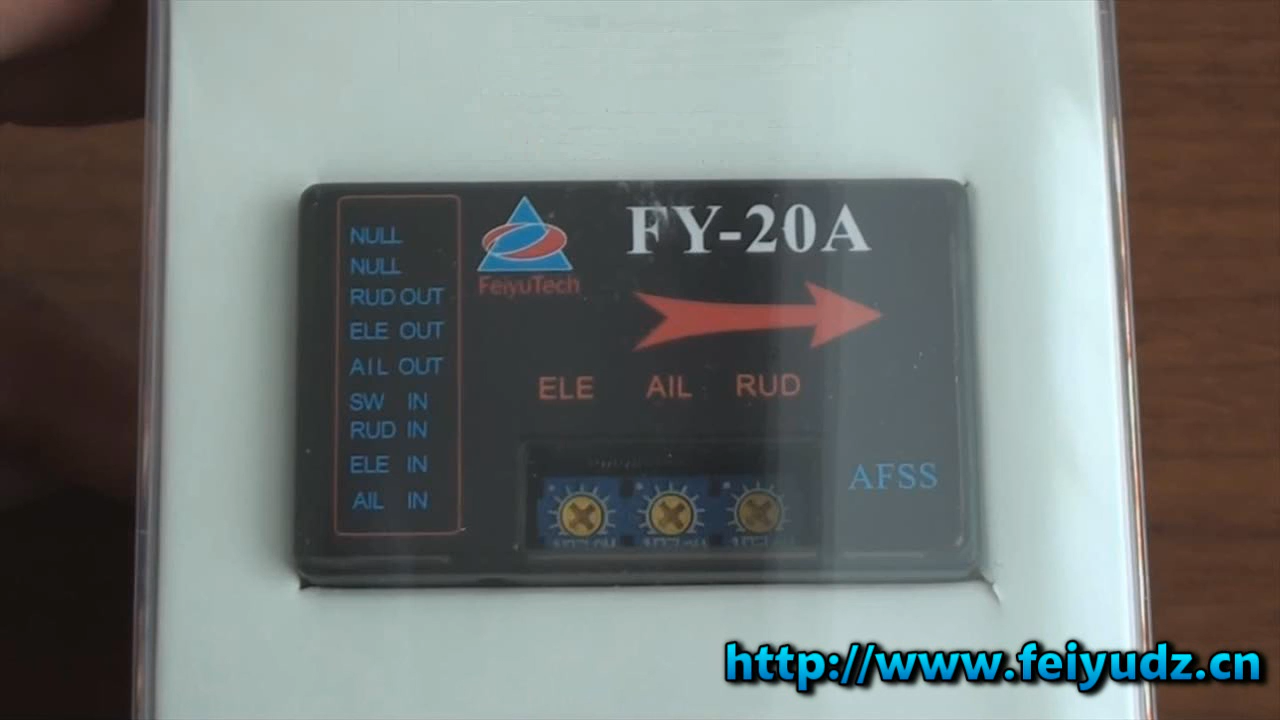 NULL
NULL
RUD OUT
ELE OUT
AIL OUT
SW IN
RUD IN
ELE IN
AIL IN
FeiyuTech
FY-20A
ELE AIL RUD
AFSS
http://www.feiyudz.cn